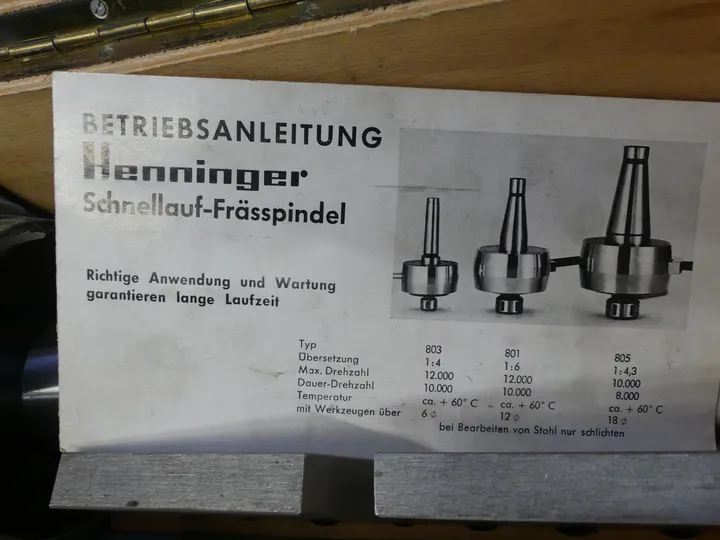 BETRIEBSANLEITUNG
Henninger
Schnellauf-Frässpindel
Richtige Anwendung und Wartung
garantieren lange Laufzeit
Typ 803 801 805
Übersetzung 1:4 1:6 1:4,3
Max. Drehzahl 12.000 12.000 10.000
Dauer-Drehzahl 10.000 10.000 8.000
Temperatur ca. + 60° C ca. + 60° C ca. + 60° C
mit Werkzeugen über 6 ⌀ 12 ⌀ 18 ⌀
bei Bearbeiten von Stahl nur schlichten